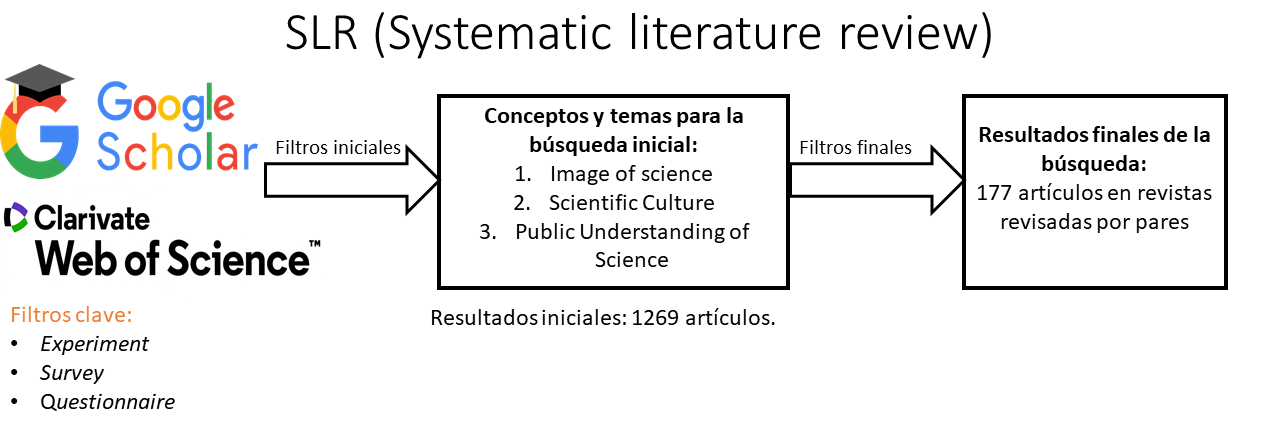 SLR (Systematic literature review)
Google
Scholar
Clarivate
Web of Science™
Filtros clave:
• Experiment
• Survey
• Questionnaire
Filtros iniciales
Conceptos y temas para la
búsqueda inicial:
1. Image of science
2. Scientific Culture
3. Public Understanding of
Science
Resultados iniciales: 1269 artículos.
Filtros finales
Resultados finales de la
búsqueda:
177 artículos en revistas
revisadas por pares